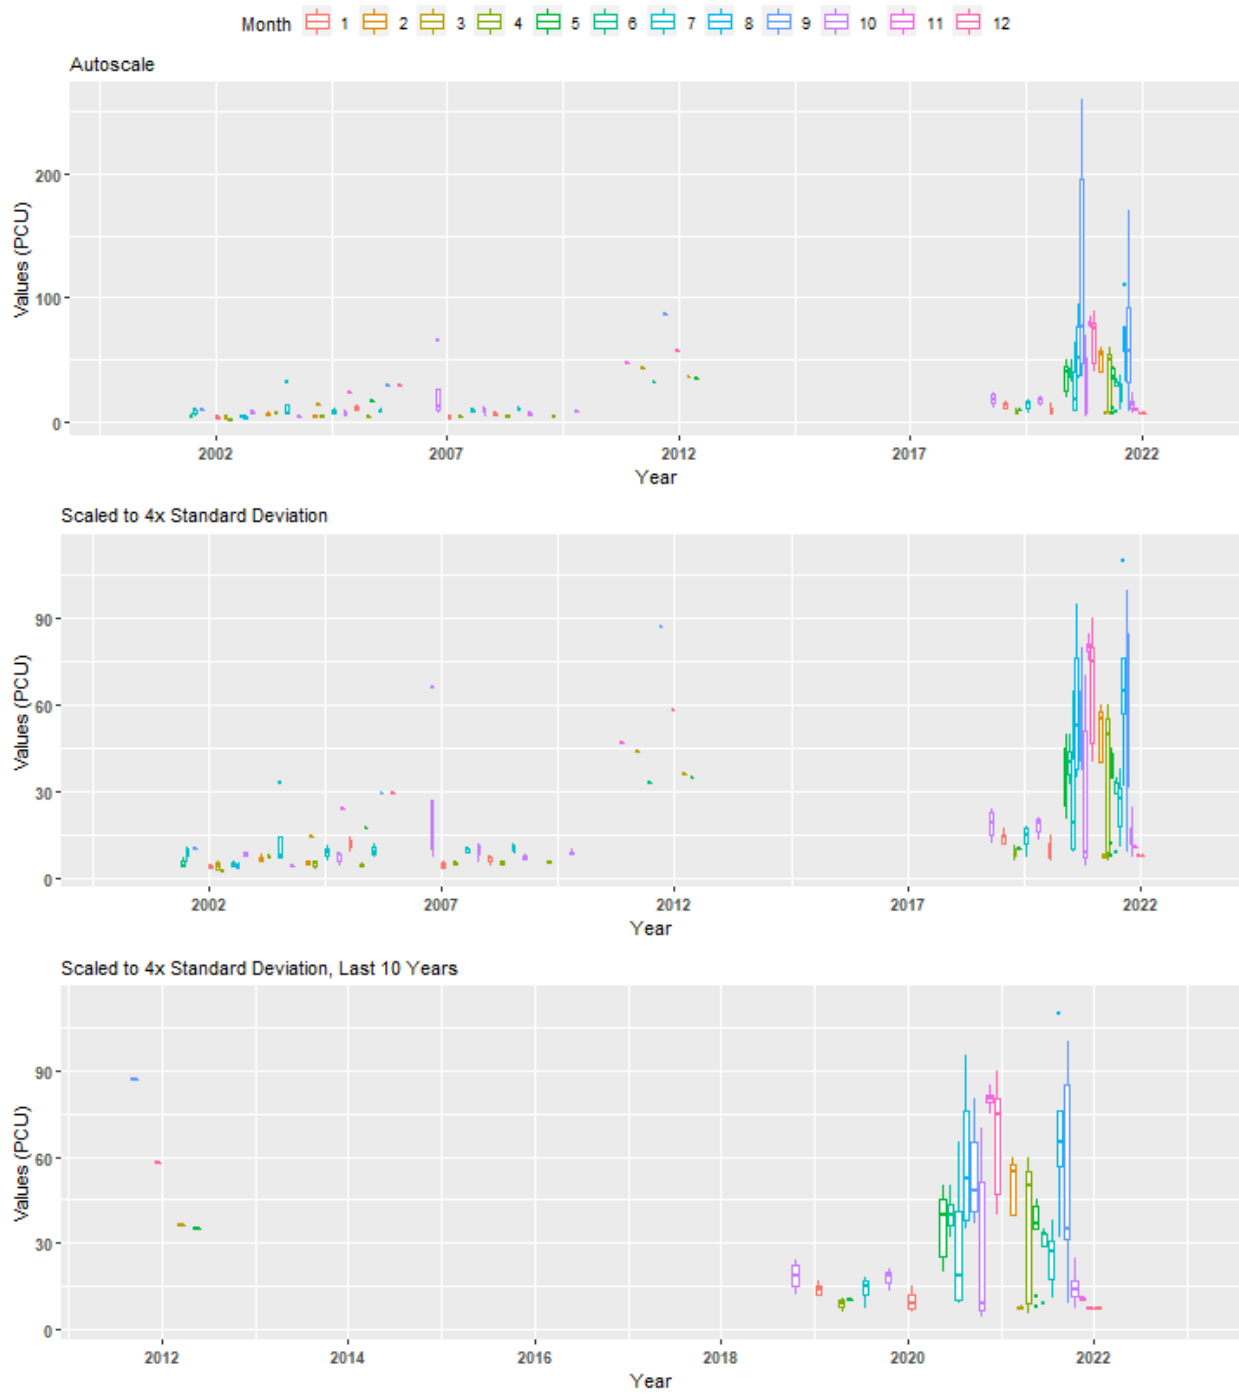 Month 1 2 3 4 5 6 7 8 9 10 11 12
Autoscale
200
100
0
Values (PCU)
2002 2007 2012 2017 2022
Year
Scaled to 4x Standard Deviation
90
60
30
0
Values (PCU)
2002 2007 2012 2017 2022
Year
Scaled to 4x Standard Deviation, Last 10 Years
90
60
30
0
Values (PCU)
2012 2014 2016 2018 2020 2022
Year